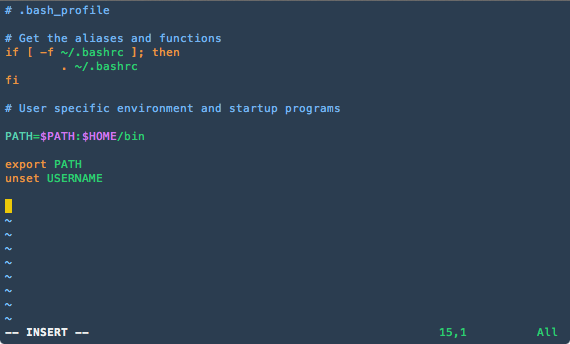 # .bash_profile
# Get the aliases and functions
if [ -f ~/.bashrc ]; then
        . ~/.bashrc
fi
# User specific environment and startup programs
PATH=$PATH:$HOME/bin
export PATH
unset USERNAME
~
~
~
~
~
~
~
~
-- INSERT -- 15,1 All